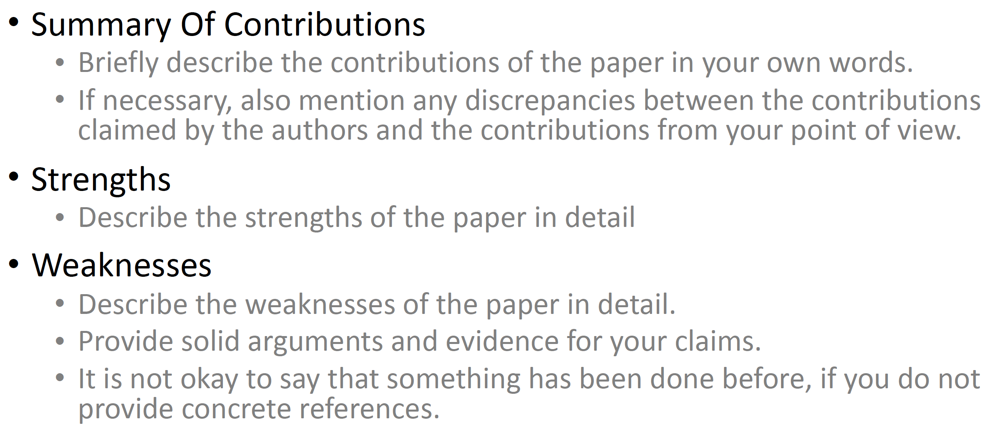 • Summary Of Contributions
• Briefly describe the contributions of the paper in your own words.
• If necessary, also mention any discrepancies between the contributions
claimed by the authors and the contributions from your point of view.
• Strengths
• Describe the strengths of the paper in detail
• Weaknesses
• Describe the weaknesses of the paper in detail.
• Provide solid arguments and evidence for your claims.
• It is not okay to say that something has been done before, if you do not
provide concrete references.